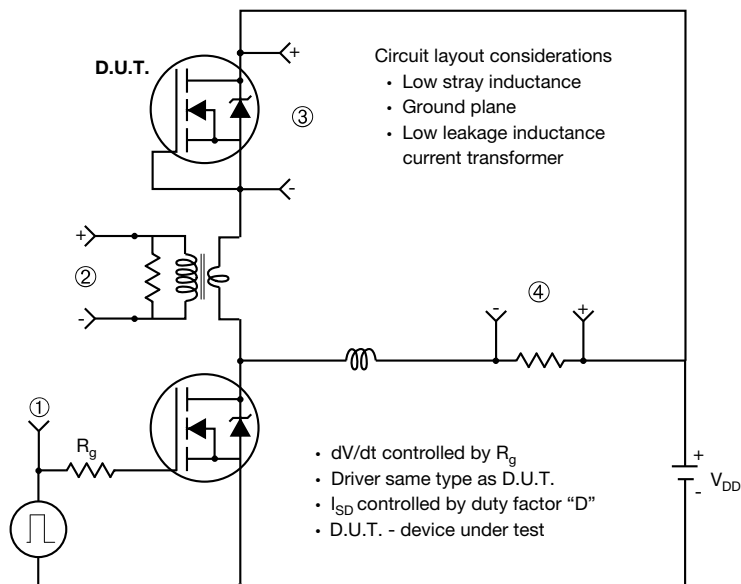 D.U.T.
+
-
③
Circuit layout considerations
• Low stray inductance
• Ground plane
• Low leakage inductance
current transformer
+
②
-
④
- +
①
Rg
• dV/dt controlled by Rg
• Driver same type as D.U.T.
• ISD controlled by duty factor “D”
• D.U.T. - device under test
+
VDD
-